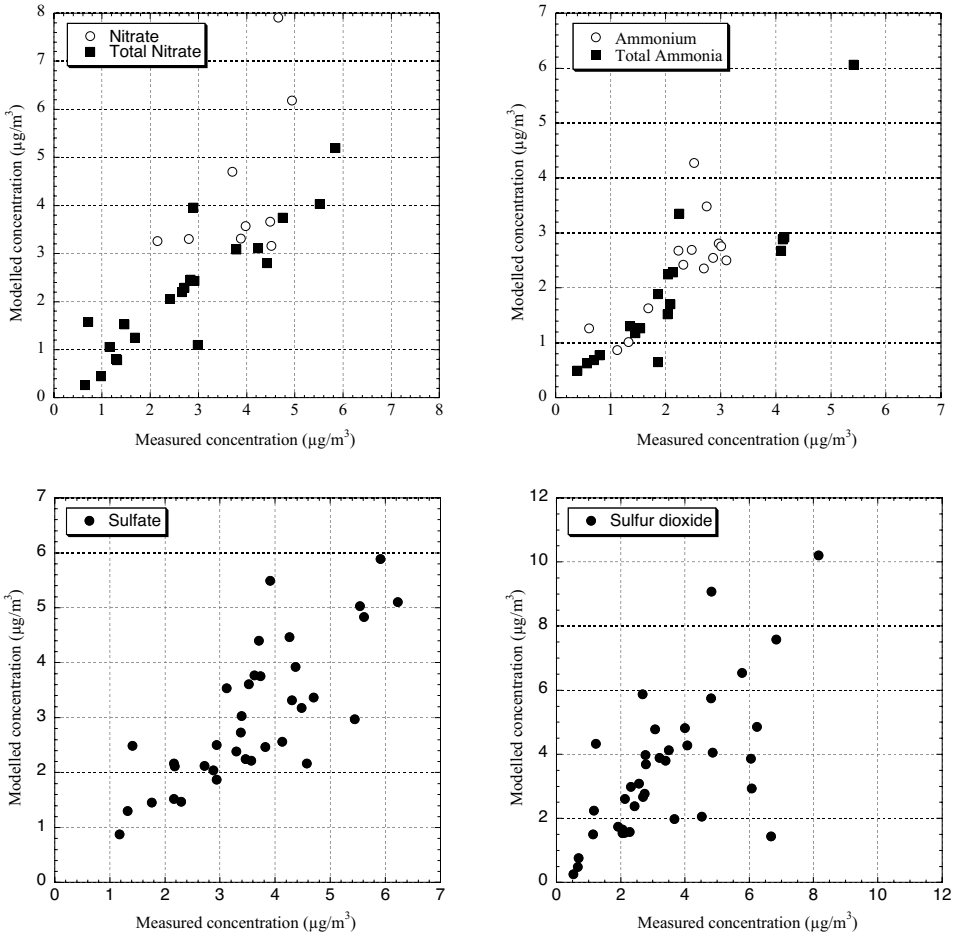 Nitrate
Total Nitrate
8
7
6
5
4
3
2
1
0
Modelled concentration (µg/m³)
0 1 2 3 4 5 6 7 8
Measured concentration (µg/m³)
Ammonium
Total Ammonia
7
6
5
4
3
2
1
0
Modelled concentration (µg/m³)
0 1 2 3 4 5 6 7
Measured concentration (µg/m³)
Sulfate
7
6
5
4
3
2
1
0
Modelled concentration (µg/m³)
0 1 2 3 4 5 6 7
Measured concentration (µg/m³)
Sulfur dioxide
12
10
8
6
4
2
0
Modelled concentration (µg/m³)
0 2 4 6 8 10 12
Measured concentration (µg/m³)